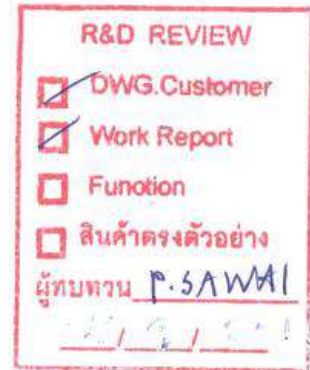 R&D REVIEW
DWG.Customer
Work Report
Funotion
สินค้าตรงตัวอย่าง
ผู้ทบทวน P.SAWAI